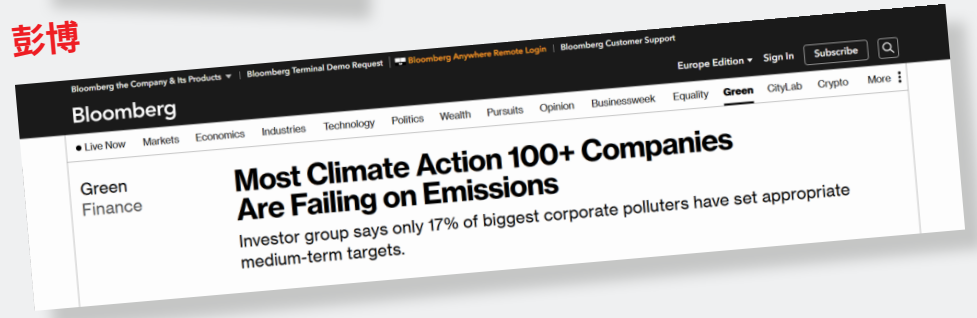 彭博
Bloomberg the Company & Its Products | Bloomberg Terminal Demo Request | Bloomberg Anywhere Remote Login | Bloomberg Customer Support
Bloomberg
Europe Edition Sign In Subscribe
Live Now Markets Economics Industries Technology Politics Wealth Pursuits Opinion Businessweek Equality Green CityLab Crypto More
Green
Finance
Most Climate Action 100+ Companies
Are Failing on Emissions
Investor group says only 17% of biggest corporate polluters have set appropriate
medium-term targets.